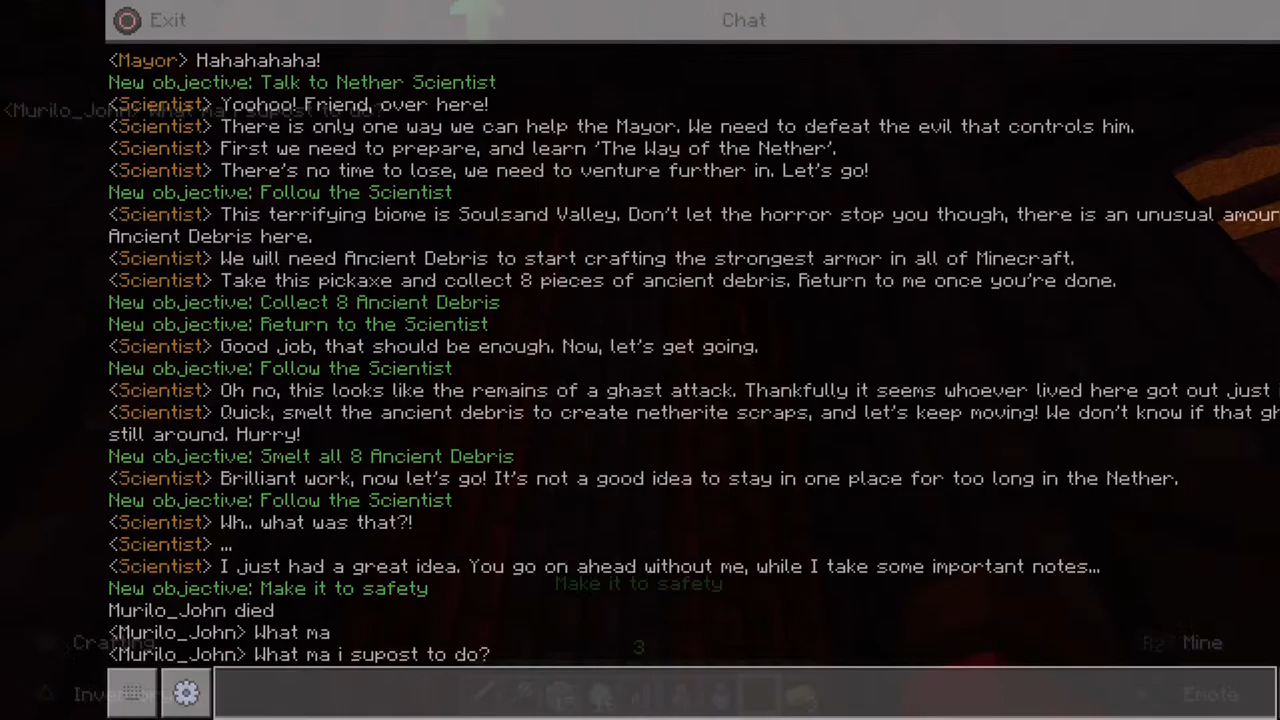 Exit
Chat
<Mayor> Hahahahaha!
New objective: Talk to Nether Scientist
<Scientist> Yoohoo! Friend, over here!
<Murilo_John> What ma i supost to do?
<Scientist> There is only one way we can help the Mayor. We need to defeat the evil that controls him.
<Scientist> First we need to prepare, and learn 'The Way of the Nether'.
<Scientist> There's no time to lose, we need to venture further in. Let's go!
New objective: Follow the Scientist
<Scientist> This terrifying biome is Soulsand Valley. Don't let the horror stop you though, there is an unusual amoun
Ancient Debris here.
<Scientist> We will need Ancient Debris to start crafting the strongest armor in all of Minecraft.
<Scientist> Take this pickaxe and collect 8 pieces of ancient debris. Return to me once you're done.
New objective: Collect 8 Ancient Debris
New objective: Return to the Scientist
<Scientist> Good job, that should be enough. Now, let's get going.
New objective: Follow the Scientist
<Scientist> Oh no, this looks like the remains of a ghast attack. Thankfully it seems whoever lived here got out just
<Scientist> Quick, smelt the ancient debris to create netherite scraps, and let's keep moving! We don't know if that gh
still around. Hurry!
New objective: Smelt all 8 Ancient Debris
<Scientist> Brilliant work, now let's go! It's not a good idea to stay in one place for too long in the Nether.
New objective: Follow the Scientist
<Scientist> Wh.. what was that?!
<Scientist> ...
<Scientist> I just had a great idea. You go on ahead without me, while I take some important notes...
Make it to safety
New objective: Make it to safety
Murilo_John died
<Murilo_John> What ma
Crafting
3
R2 Mine
<Murilo_John> What ma i supost to do?
Inventory
Emote